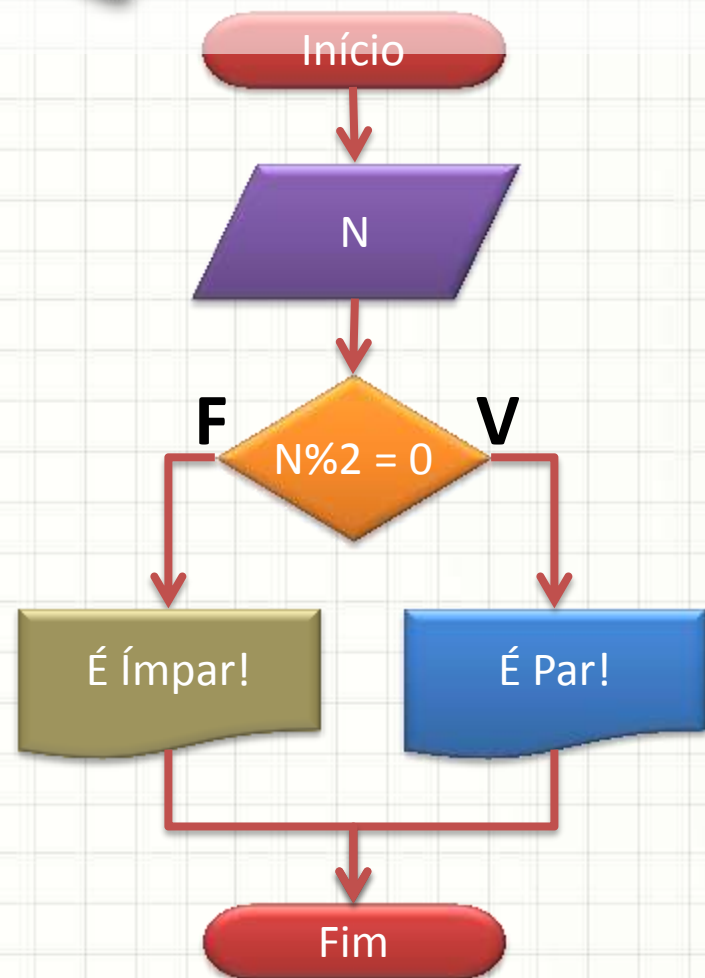 Início
N
F
V
N%2 = 0
É Ímpar!
É Par!
Fim